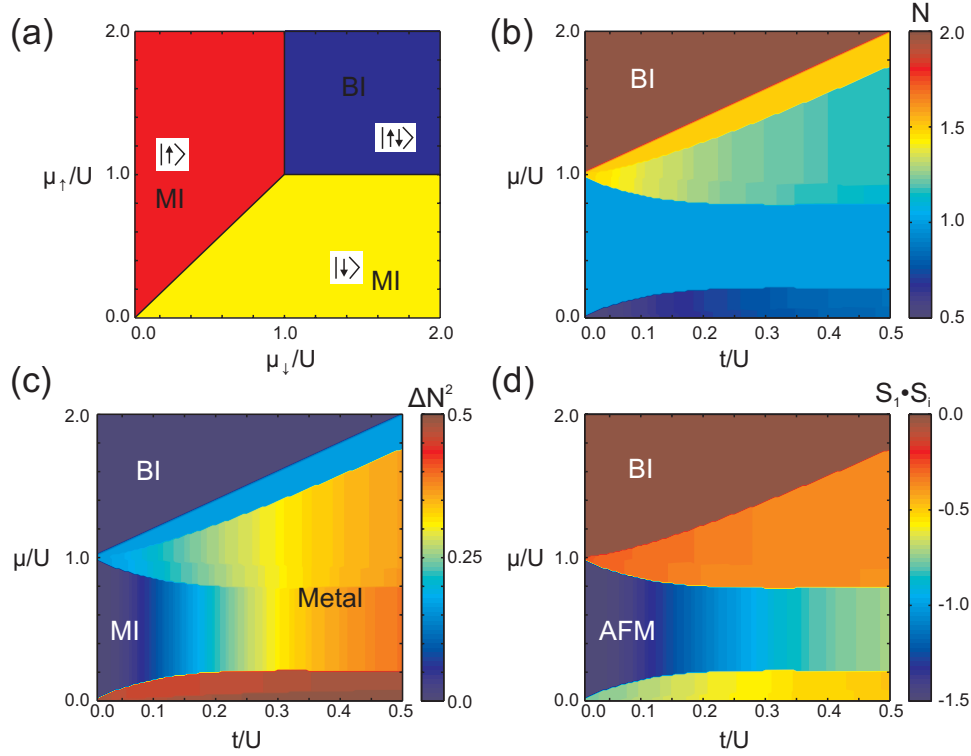 (a)
2.0
μ↑/U
1.0
0.0
BI
|↑⟩
MI
|↑↓⟩
|↓⟩
MI
0.0 1.0 2.0
μ↓/U
(b)
N
2.0
μ/U
1.0
0.0
BI
0.0 0.1 0.2 0.3 0.4 0.5
t/U
2.0
1.5
1.0
0.5
(c)
ΔN²
2.0
μ/U
1.0
0.0
BI
Metal
MI
0.0 0.1 0.2 0.3 0.4 0.5
t/U
0.5
0.25
0.0
(d)
S₁•Sᵢ
2.0
μ/U
1.0
0.0
BI
AFM
0.0 0.1 0.2 0.3 0.4 0.5
t/U
0.0
-0.5
-1.0
-1.5